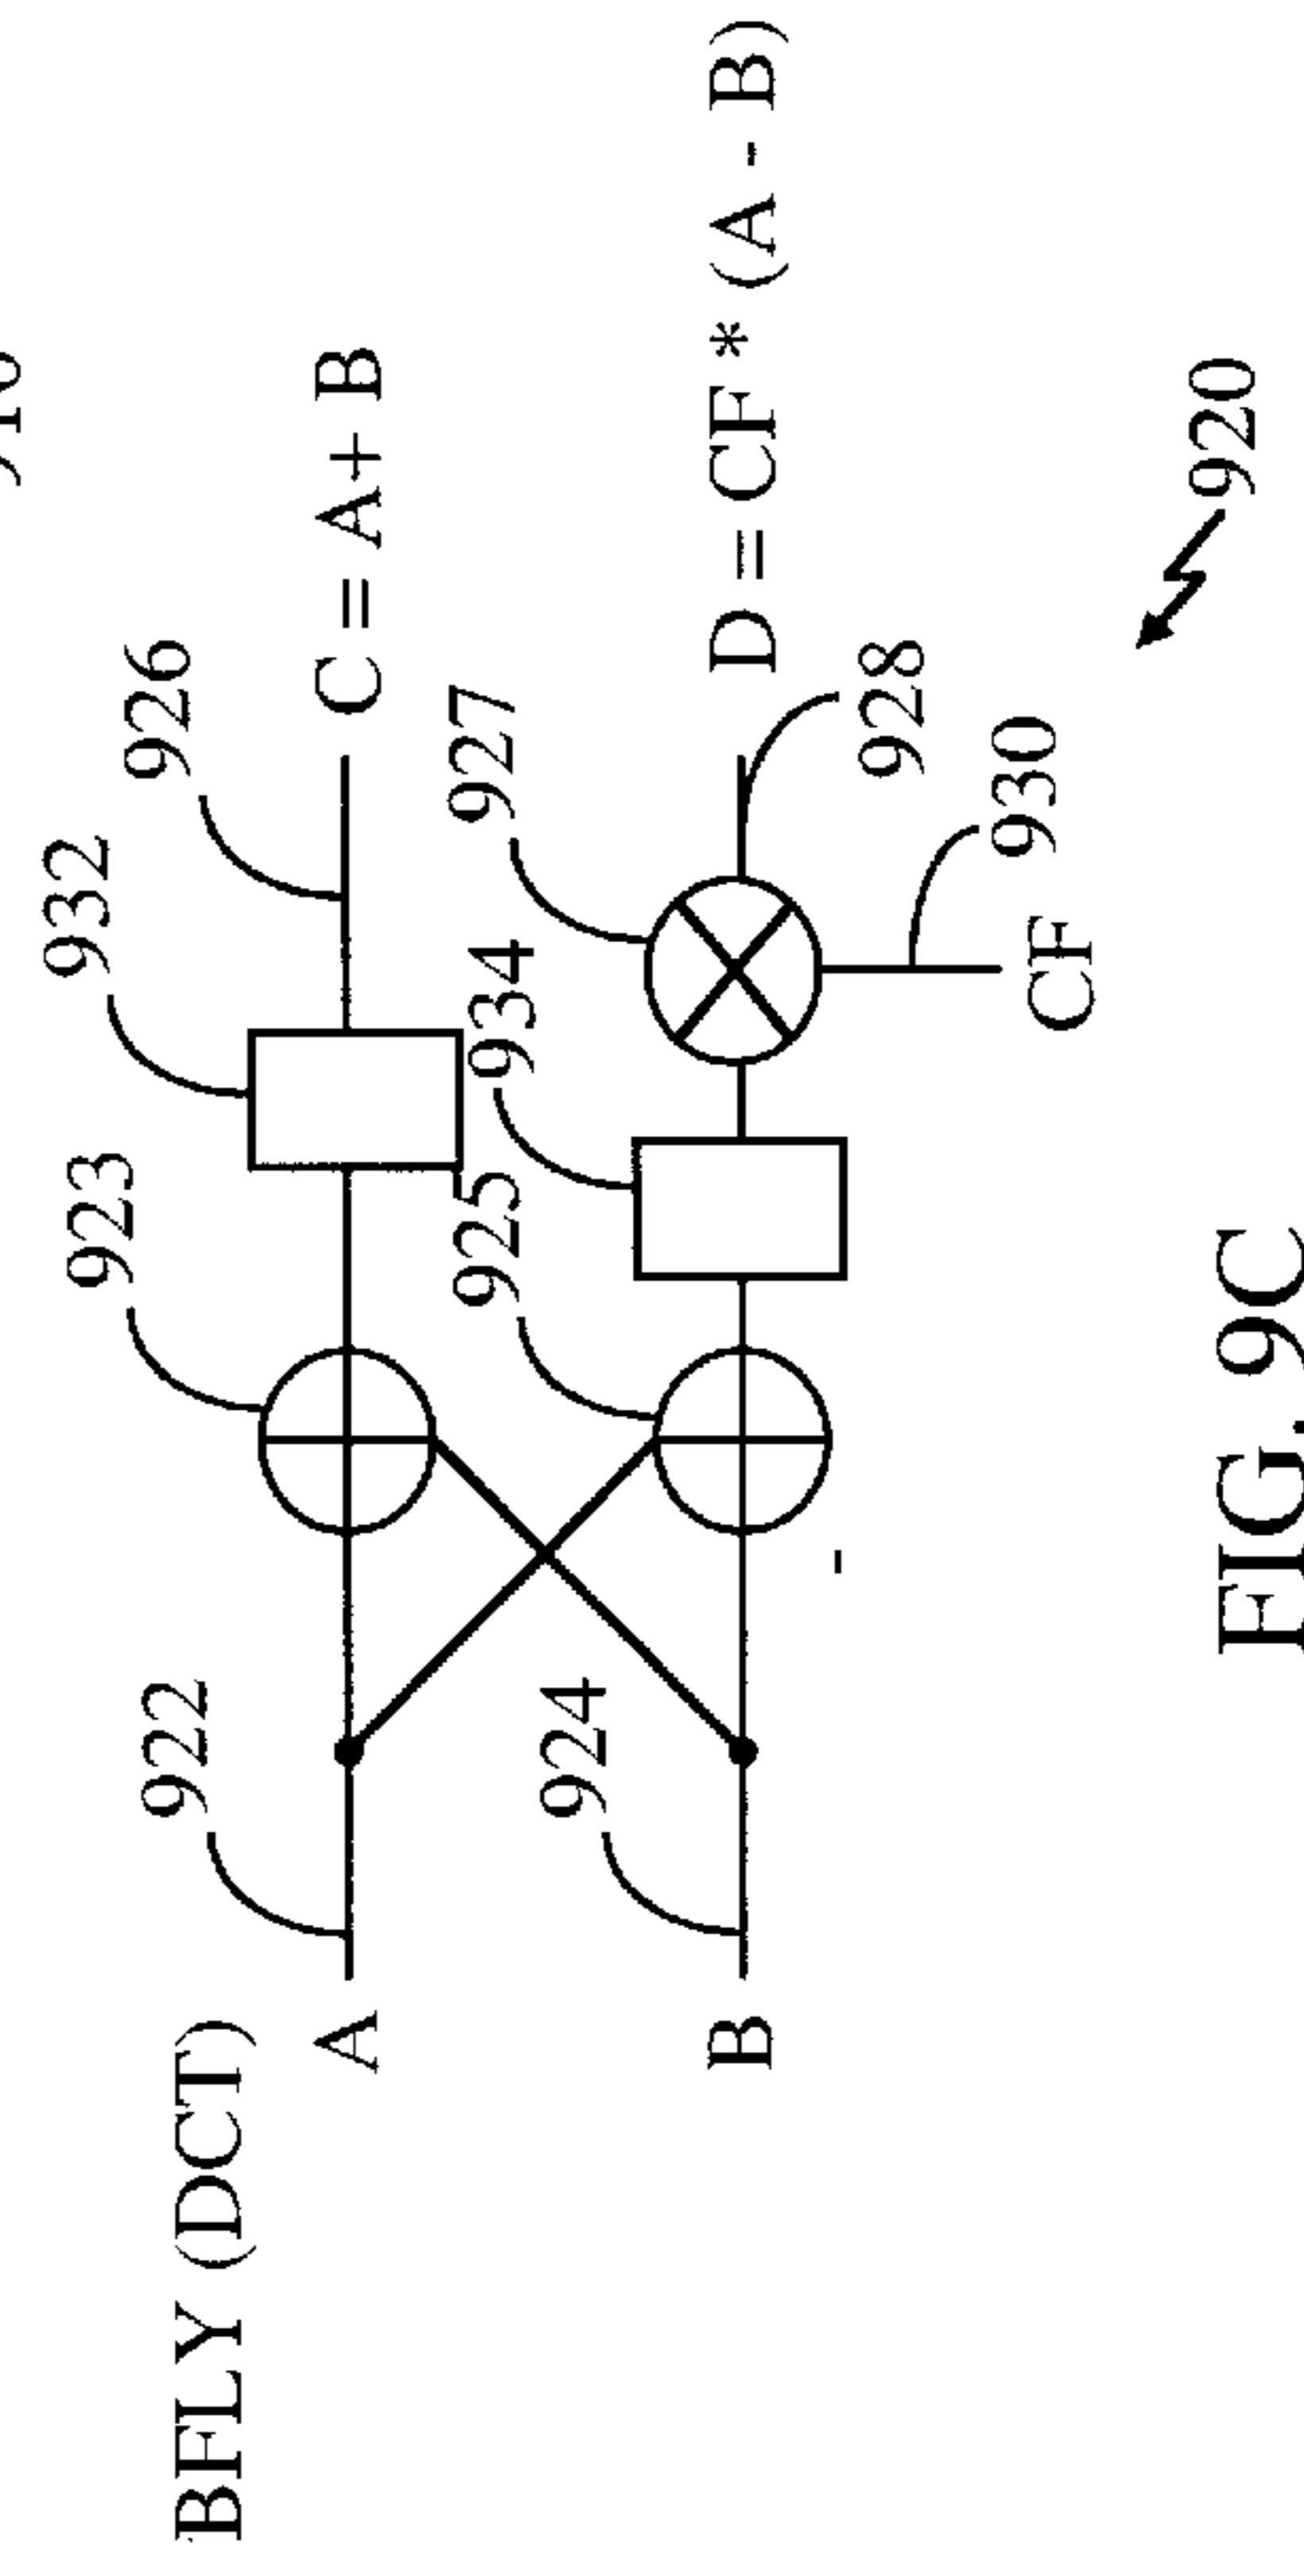 BFLY (DCT)
922
923
932
926
A
C = A+ B
924
925
934
927
B
-
D = CF * (A - B)
928
CF
930
920
FIG. 9C